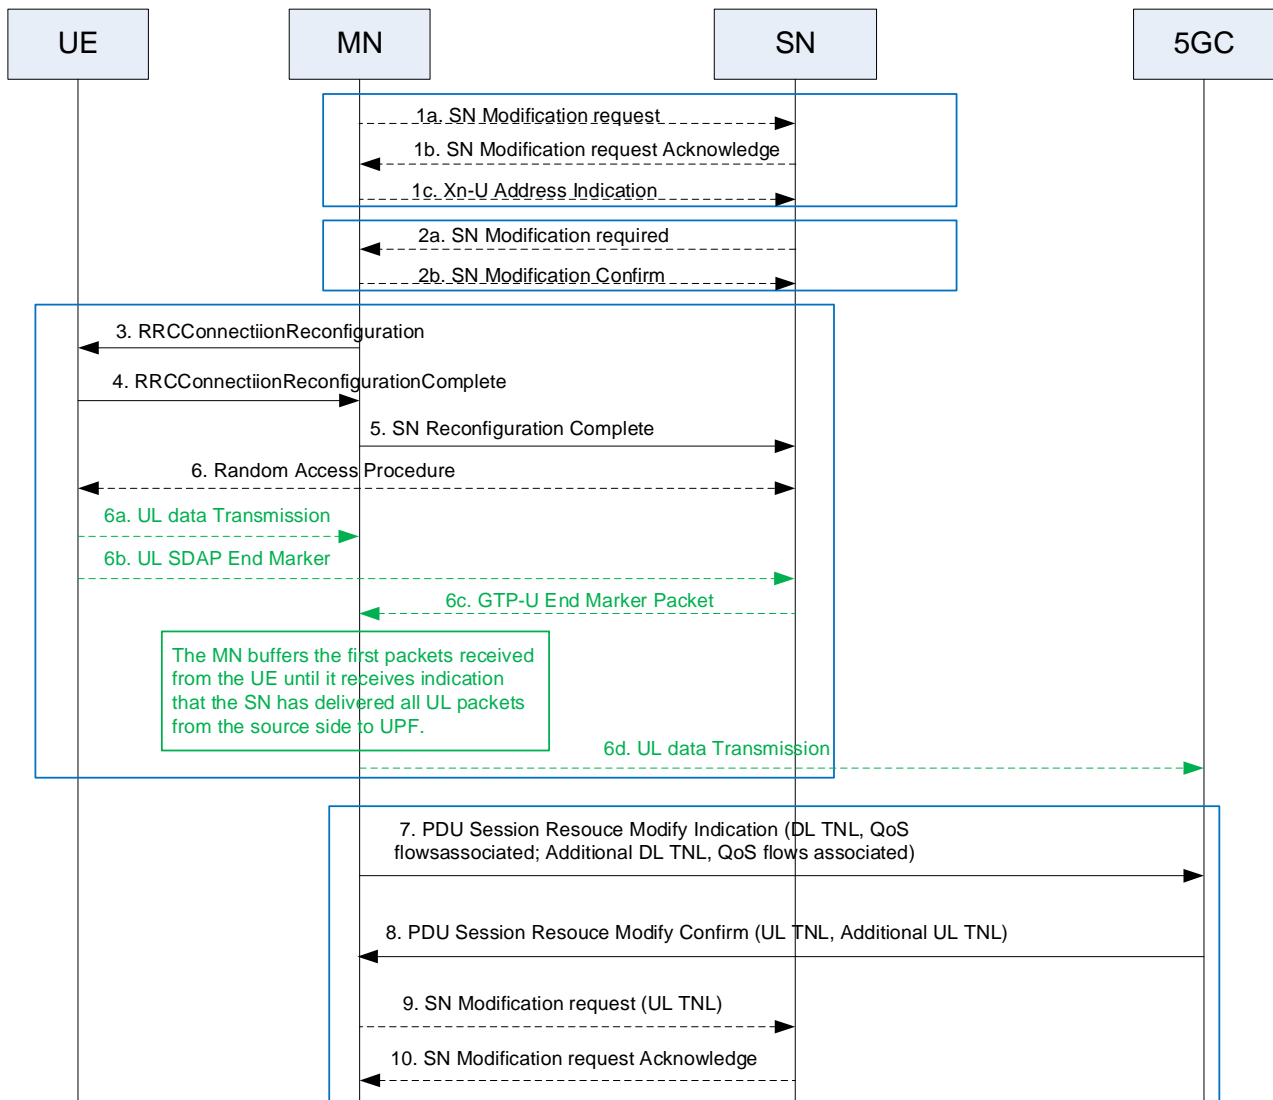 UE
MN
SN
5GC
1a. SN Modification request
1b. SN Modification request Acknowledge
1c. Xn-U Address Indication
2a. SN Modification required
2b. SN Modification Confirm
3. RRCConnectiionReconfiguration
4. RRCConnectiionReconfigurationComplete
5. SN Reconfiguration Complete
6. Random Access Procedure
6a. UL data Transmission
6b. UL SDAP End Marker
6c. GTP-U End Marker Packet
The MN buffers the first packets received
from the UE until it receives indication
that the SN has delivered all UL packets
from the source side to UPF.
6d. UL data Transmission
7. PDU Session Resouce Modify Indication (DL TNL, QoS
flowsassociated; Additional DL TNL, QoS flows associated)
8. PDU Session Resouce Modify Confirm (UL TNL, Additional UL TNL)
9. SN Modification request (UL TNL)
10. SN Modification request Acknowledge